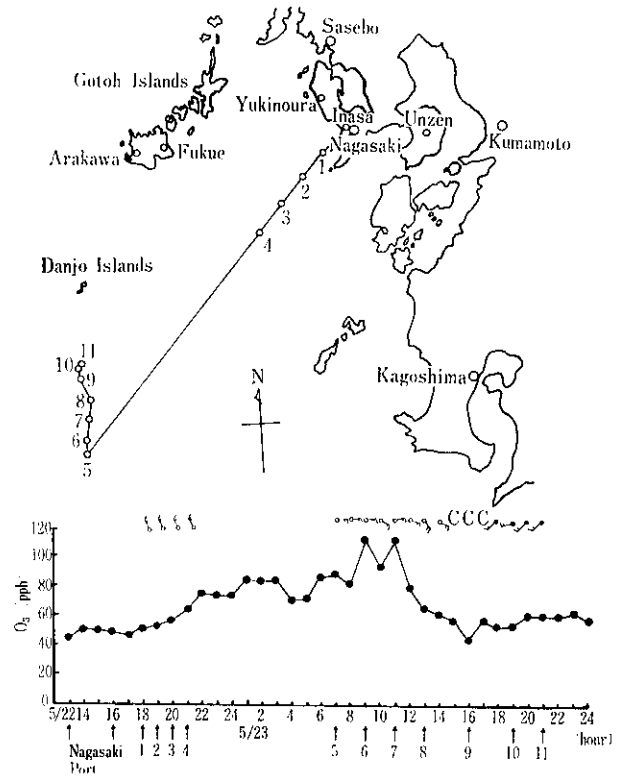 Sasebo
Gotoh Islands
Yukinoura
Inasa
Unzen
Kumamoto
Arakawa
Fukue
Nagasaki
1
2
3
4
Danjo Islands
11
10
9
8
7
6
5
N
Kagoshima
C C C
120
100
80
60
40
20
0
O₃ (ppb)
5/22 14 16 18 20 22 24 2 4 6 8 10 12 14 16 18 20 22 24
5/23
(hour)
Nagasaki Port
1 2 3 4 5 6 7 8 9 10 11